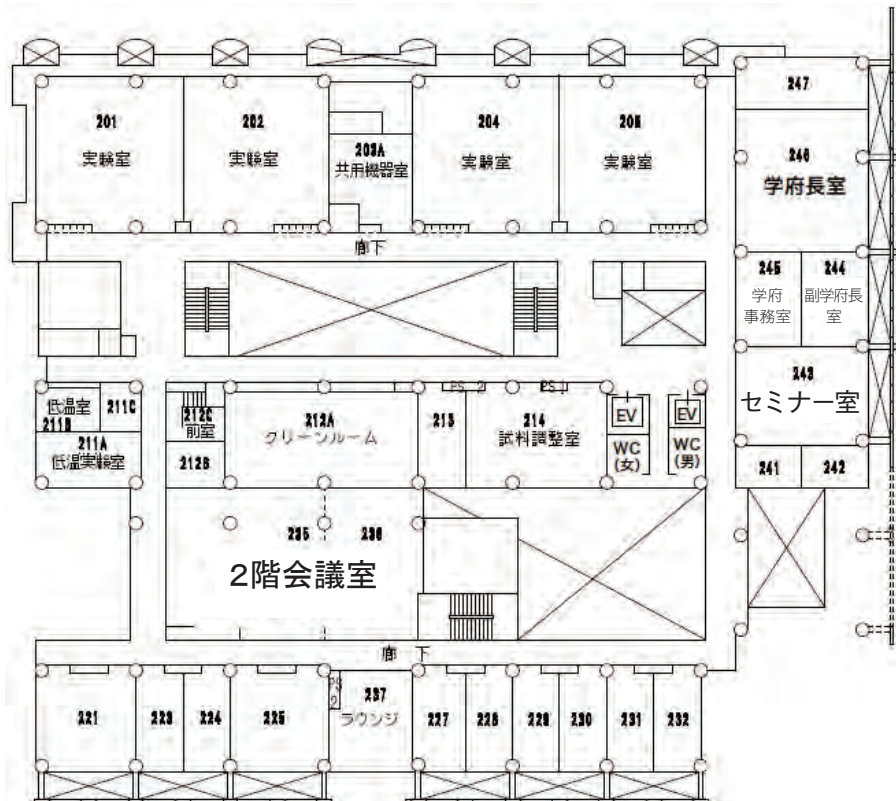 201
実験室
202
実験室
203A
共用機器室
204
実験室
205
実験室
247
246
学府長室
廊下
245
学府
事務室
244
副学府長
室
243
セミナー室
低温室
211B
211C
211A
低温実験室
212C
前室
212B
212A
クリーンルーム
213
PS 2
PS1
214
試料調整室
EV
WC
(女)
EV
WC
(男)
241
242
235
236
2階会議室
廊 下
221
223
224
225
PS
2
237
ラウンジ
227
228
229
230
231
232